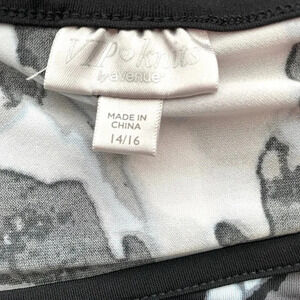 VIP♥knits
by avenue
MADE IN
CHINA
14/16